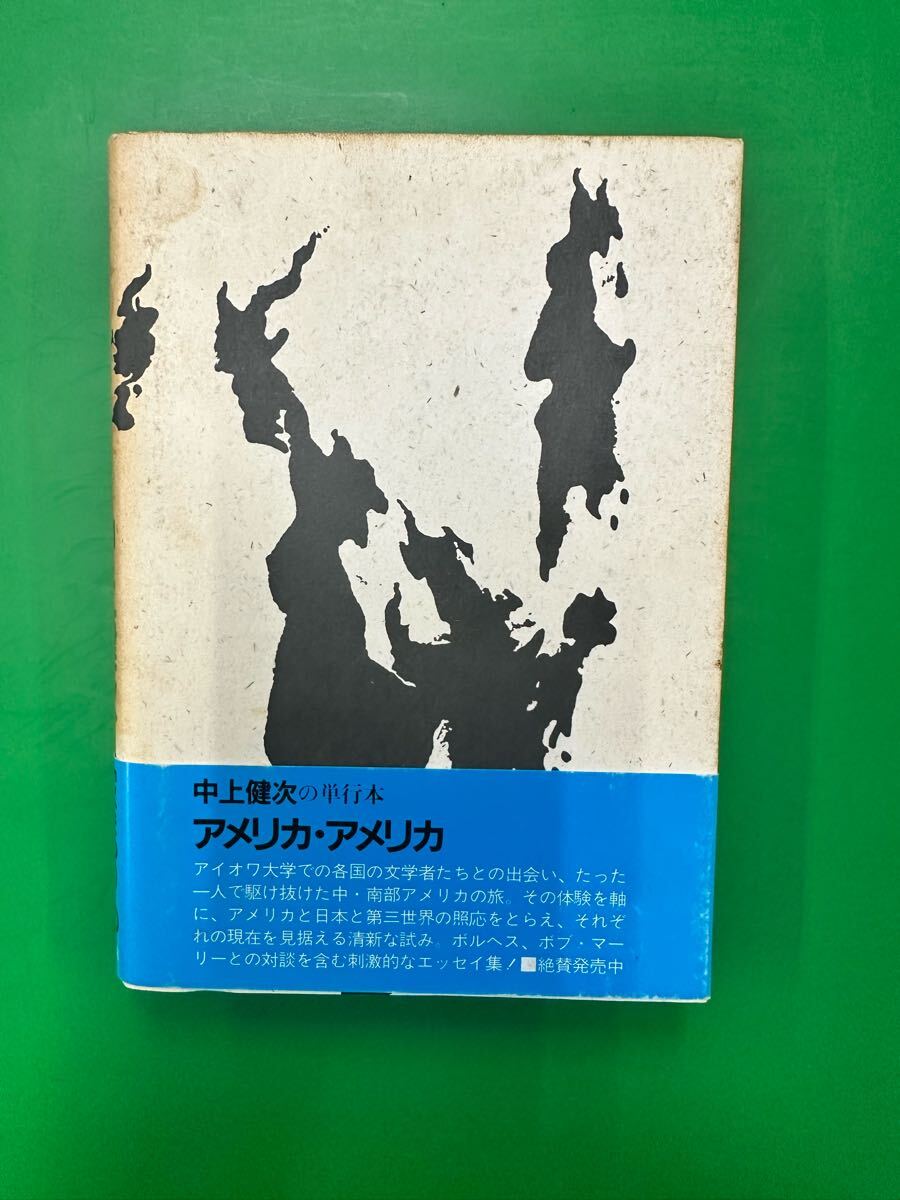 中上健次の単行本
アメリカ・アメリカ
アイオワ大学での各国の文学者たちとの出会い、たった
一人で駆け抜けた中・南部アメリカの旅。その体験を軸
に、アメリカと日本と第三世界の照応をとらえ、それぞ
れの現在を見据える清新な試み。ボルヘス、ボブ・マー
リーとの対談を含む刺激的なエッセイ集！■絶賛発売中